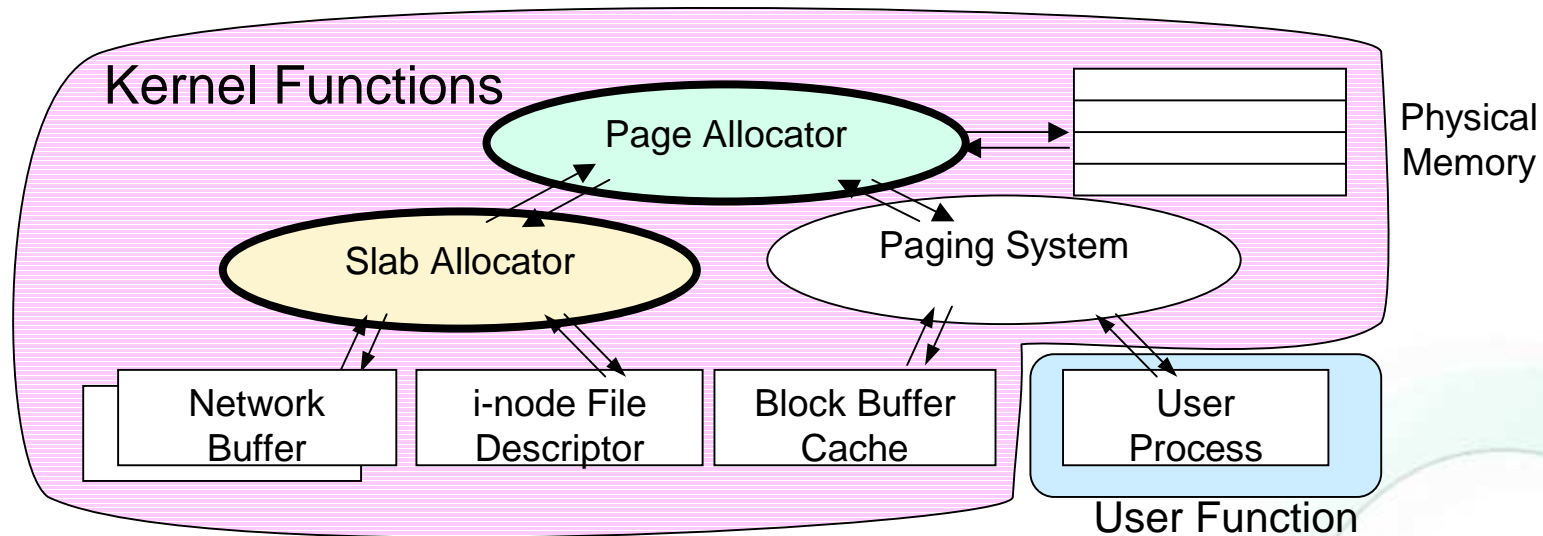 Kernel Functions
Page Allocator
Physical
Memory
Slab Allocator
Paging System
Network
Buffer
i-node File
Descriptor
Block Buffer
Cache
User
Process
User Function